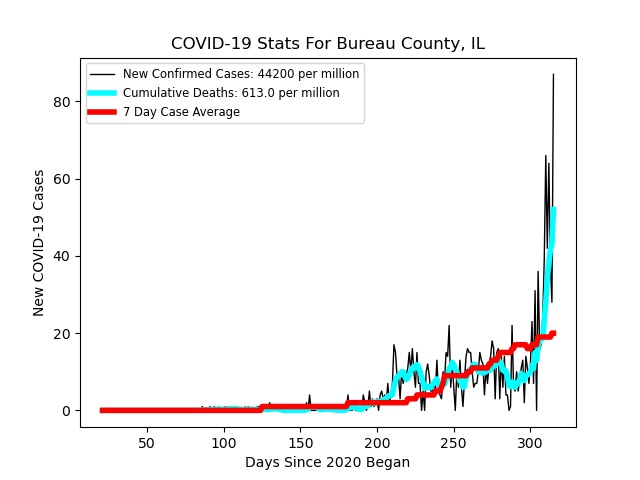 COVID-19 Stats For Bureau County, IL
New Confirmed Cases: 44200 per million
Cumulative Deaths: 613.0 per million
7 Day Case Average
New COVID-19 Cases
80
60
40
20
0
50 100 150 200 250 300
Days Since 2020 Began